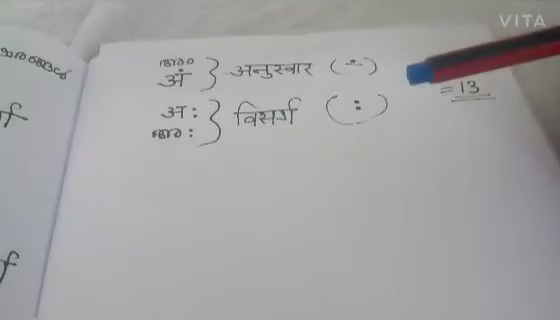 VITA
അം
अं } अनुस्वार (ं)
= 13
अः } विसर्ग (ः)
അഃ